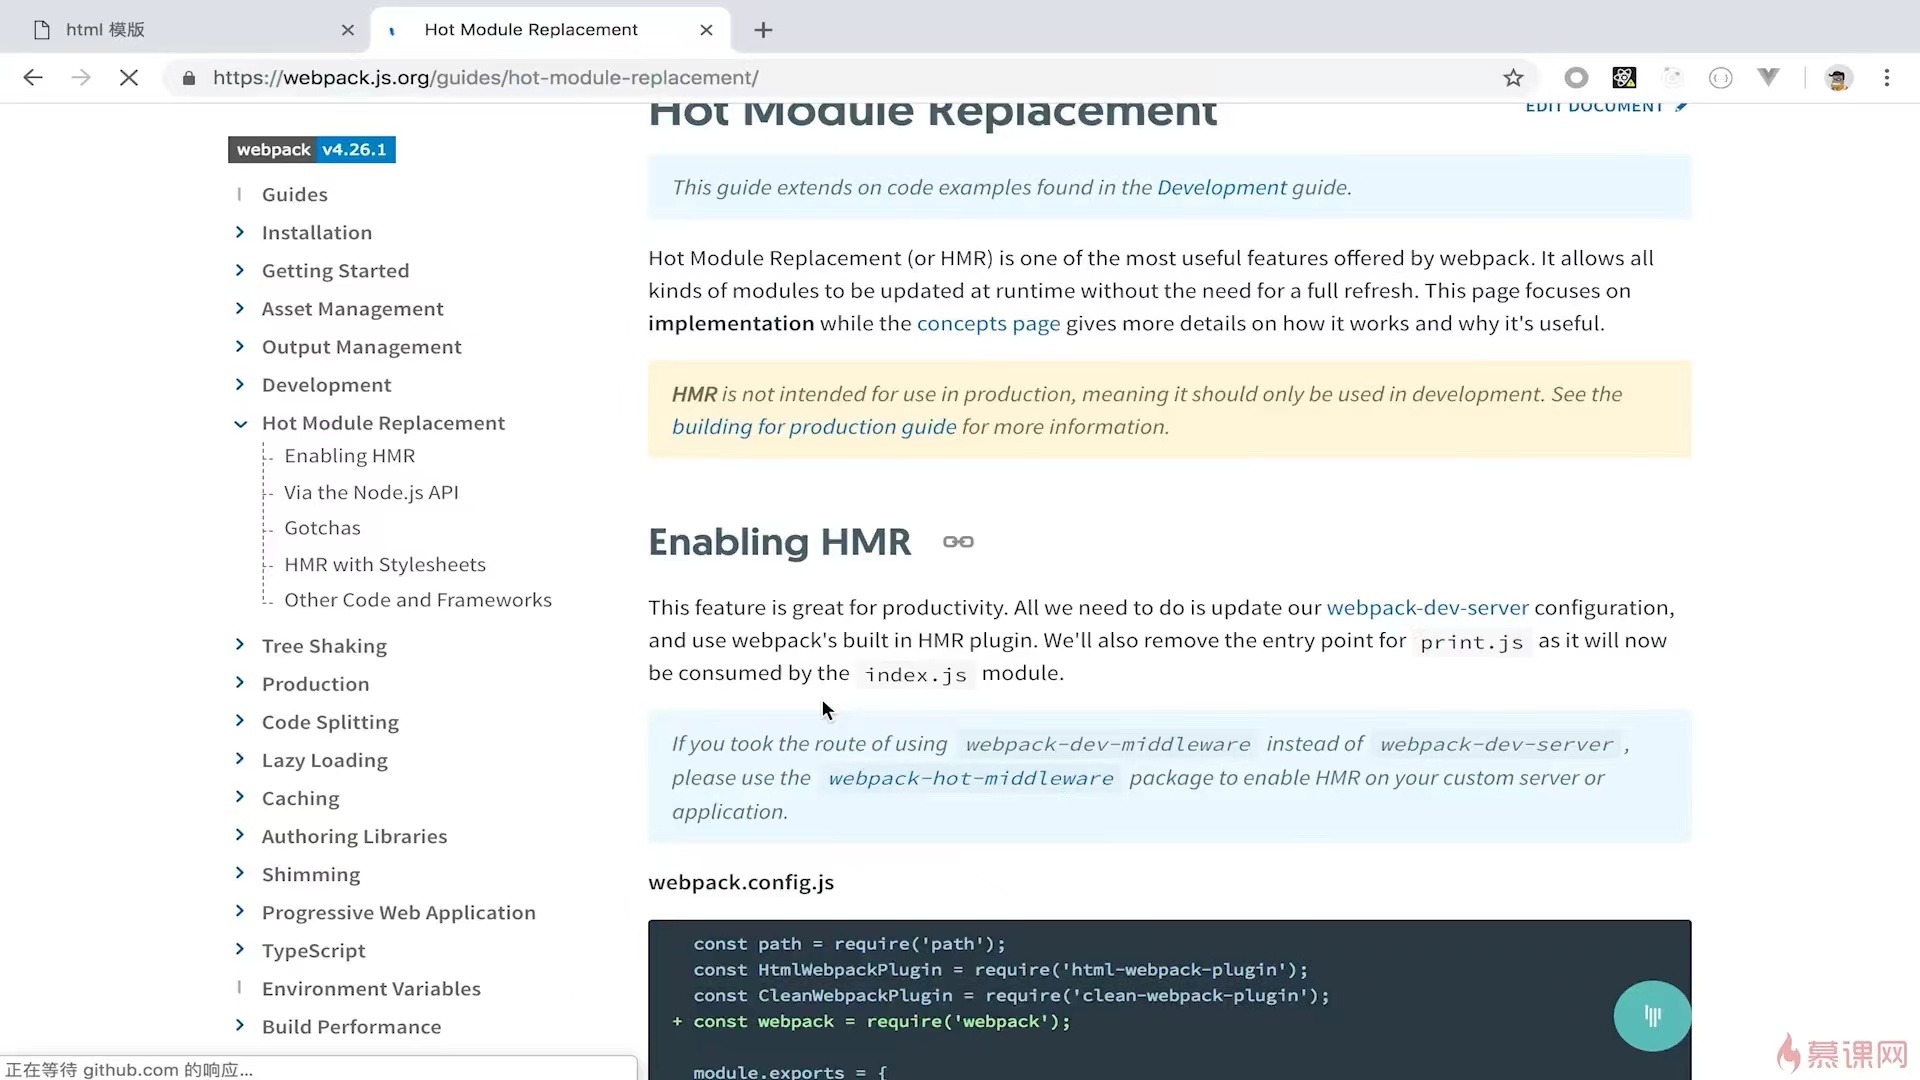 html 模版
Hot Module Replacement
https://webpack.js.org/guides/hot-module-replacement/
Hot Module Replacement
EDIT DOCUMENT
webpack v4.26.1
Guides
Installation
Getting Started
Asset Management
Output Management
Development
Hot Module Replacement
Enabling HMR
Via the Node.js API
Gotchas
HMR with Stylesheets
Other Code and Frameworks
Tree Shaking
Production
Code Splitting
Lazy Loading
Caching
Authoring Libraries
Shimming
Progressive Web Application
TypeScript
Environment Variables
Build Performance
This guide extends on code examples found in the Development guide.
Hot Module Replacement (or HMR) is one of the most useful features offered by webpack. It allows all
kinds of modules to be updated at runtime without the need for a full refresh. This page focuses on
implementation while the concepts page gives more details on how it works and why it's useful.
HMR is not intended for use in production, meaning it should only be used in development. See the
building for production guide for more information.
Enabling HMR
This feature is great for productivity. All we need to do is update our webpack-dev-server configuration,
and use webpack's built in HMR plugin. We'll also remove the entry point for print.js as it will now
be consumed by the index.js module.
If you took the route of using webpack-dev-middleware instead of webpack-dev-server,
please use the webpack-hot-middleware package to enable HMR on your custom server or
application.
webpack.config.js
const path = require('path');
const HtmlWebpackPlugin = require('html-webpack-plugin');
const CleanWebpackPlugin = require('clean-webpack-plugin');
+ const webpack = require('webpack');
module.exports = {
正在等待 github.com 的响应...
慕课网